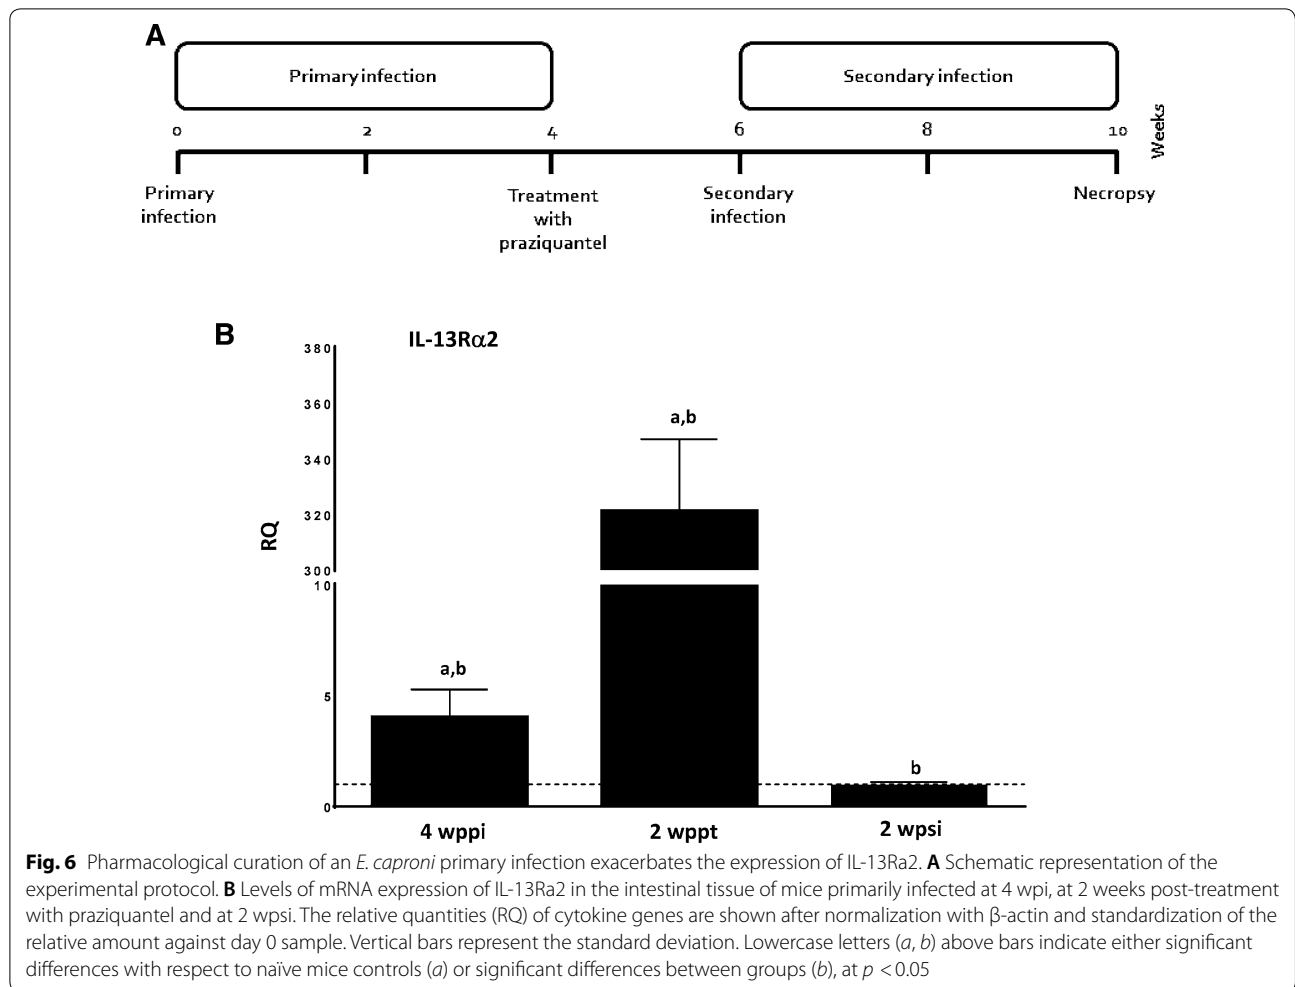 A
Primary infection
Secondary infection
0 2 4 6 8 10
Weeks
Primary
infection
Treatment
with
praziquantel
Secondary
infection
Necropsy
B
IL-13Rα2
380
360
340
320
300
10
5
0
RQ
a,b
a,b
b
4 wppi
2 wppt
2 wpsi
Fig. 6 Pharmacological curation of an E. caproni primary infection exacerbates the expression of IL-13Ra2. A Schematic representation of the
experimental protocol. B Levels of mRNA expression of IL-13Ra2 in the intestinal tissue of mice primarily infected at 4 wpi, at 2 weeks post-treatment
with praziquantel and at 2 wpsi. The relative quantities (RQ) of cytokine genes are shown after normalization with β-actin and standardization of the
relative amount against day 0 sample. Vertical bars represent the standard deviation. Lowercase letters (a, b) above bars indicate either significant
differences with respect to naïve mice controls (a) or significant differences between groups (b), at p < 0.05